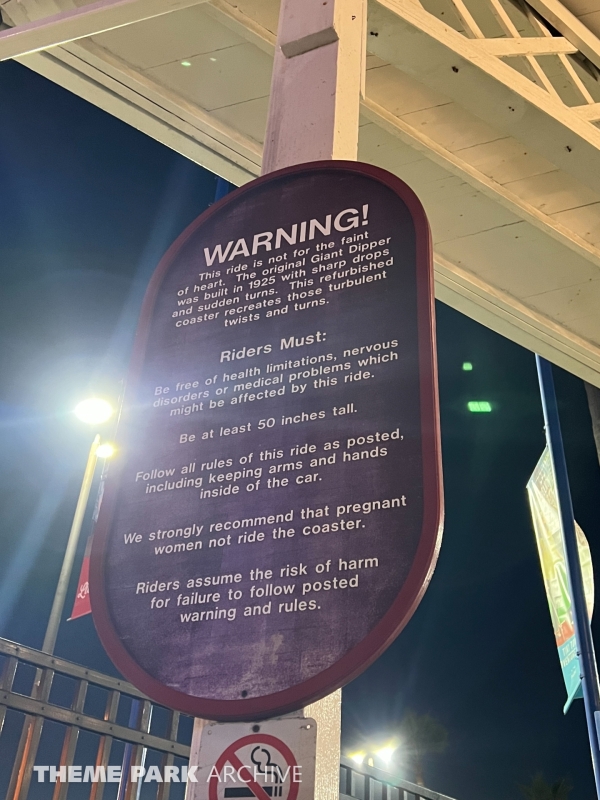 WARNING!
This ride is not for the faint
of heart. The original Giant Dipper
was built in 1925 with sharp drops
and sudden turns. This refurbished
coaster recreates those turbulent
twists and turns.
Riders Must:
Be free of health limitations, nervous
disorders or medical problems which
might be affected by this ride.
Be at least 50 inches tall.
Follow all rules of this ride as posted,
including keeping arms and hands
inside of the car.
We strongly recommend that pregnant
women not ride the coaster.
Riders assume the risk of harm
for failure to follow posted
warning and rules.
THEME PARK ARCHIVE